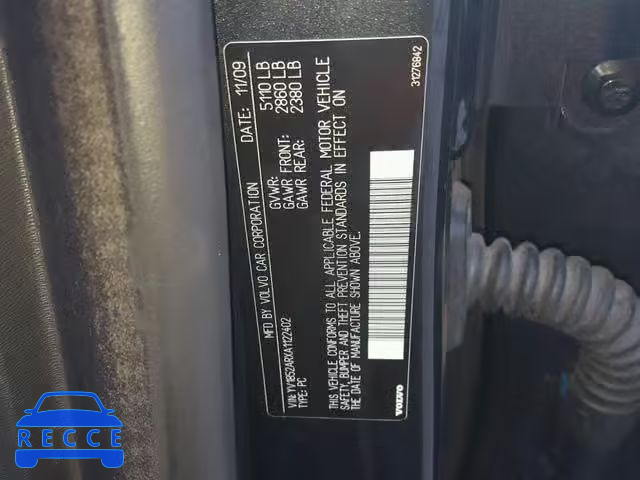 MFD BY VOLVO CAR CORPORATION DATE: 11/09
GVWR: 5110 LB
GAWR FRONT: 2860 LB
GAWR REAR: 2380 LB
VIN: YV1852ARXA1122402
TYPE: PC
THIS VEHICLE CONFORMS TO ALL APPLICABLE FEDERAL MOTOR VEHICLE
SAFETY, BUMPER AND THEFT PREVENTION STANDARDS IN EFFECT ON
THE DATE OF MANUFACTURE SHOWN ABOVE.
VOLVO
31276842
RECCE